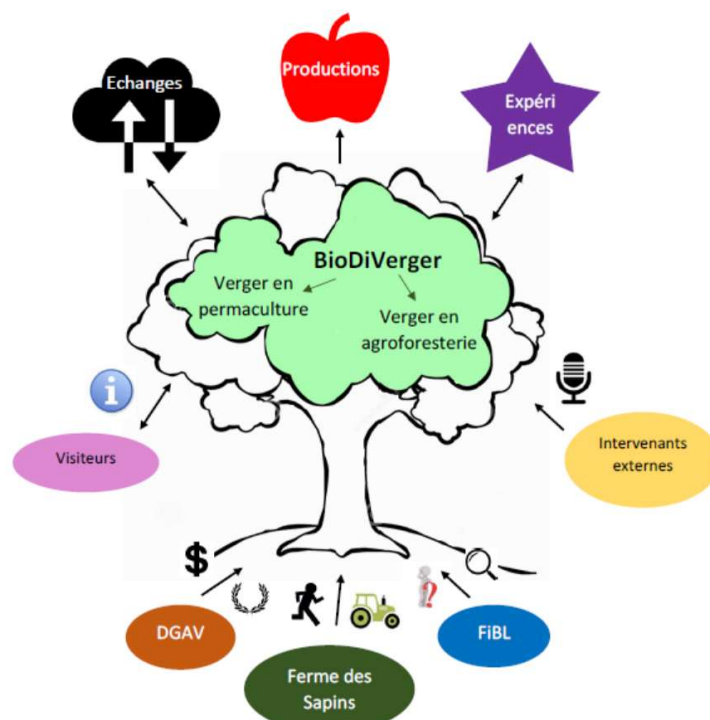 Echanges
Productions
Expéri
ences
BioDiVerger
Verger en
permaculture
Verger en
agroforesterie
i
Visiteurs
Intervenants
externes
$
DGAV
?
FiBL
Ferme des
Sapins